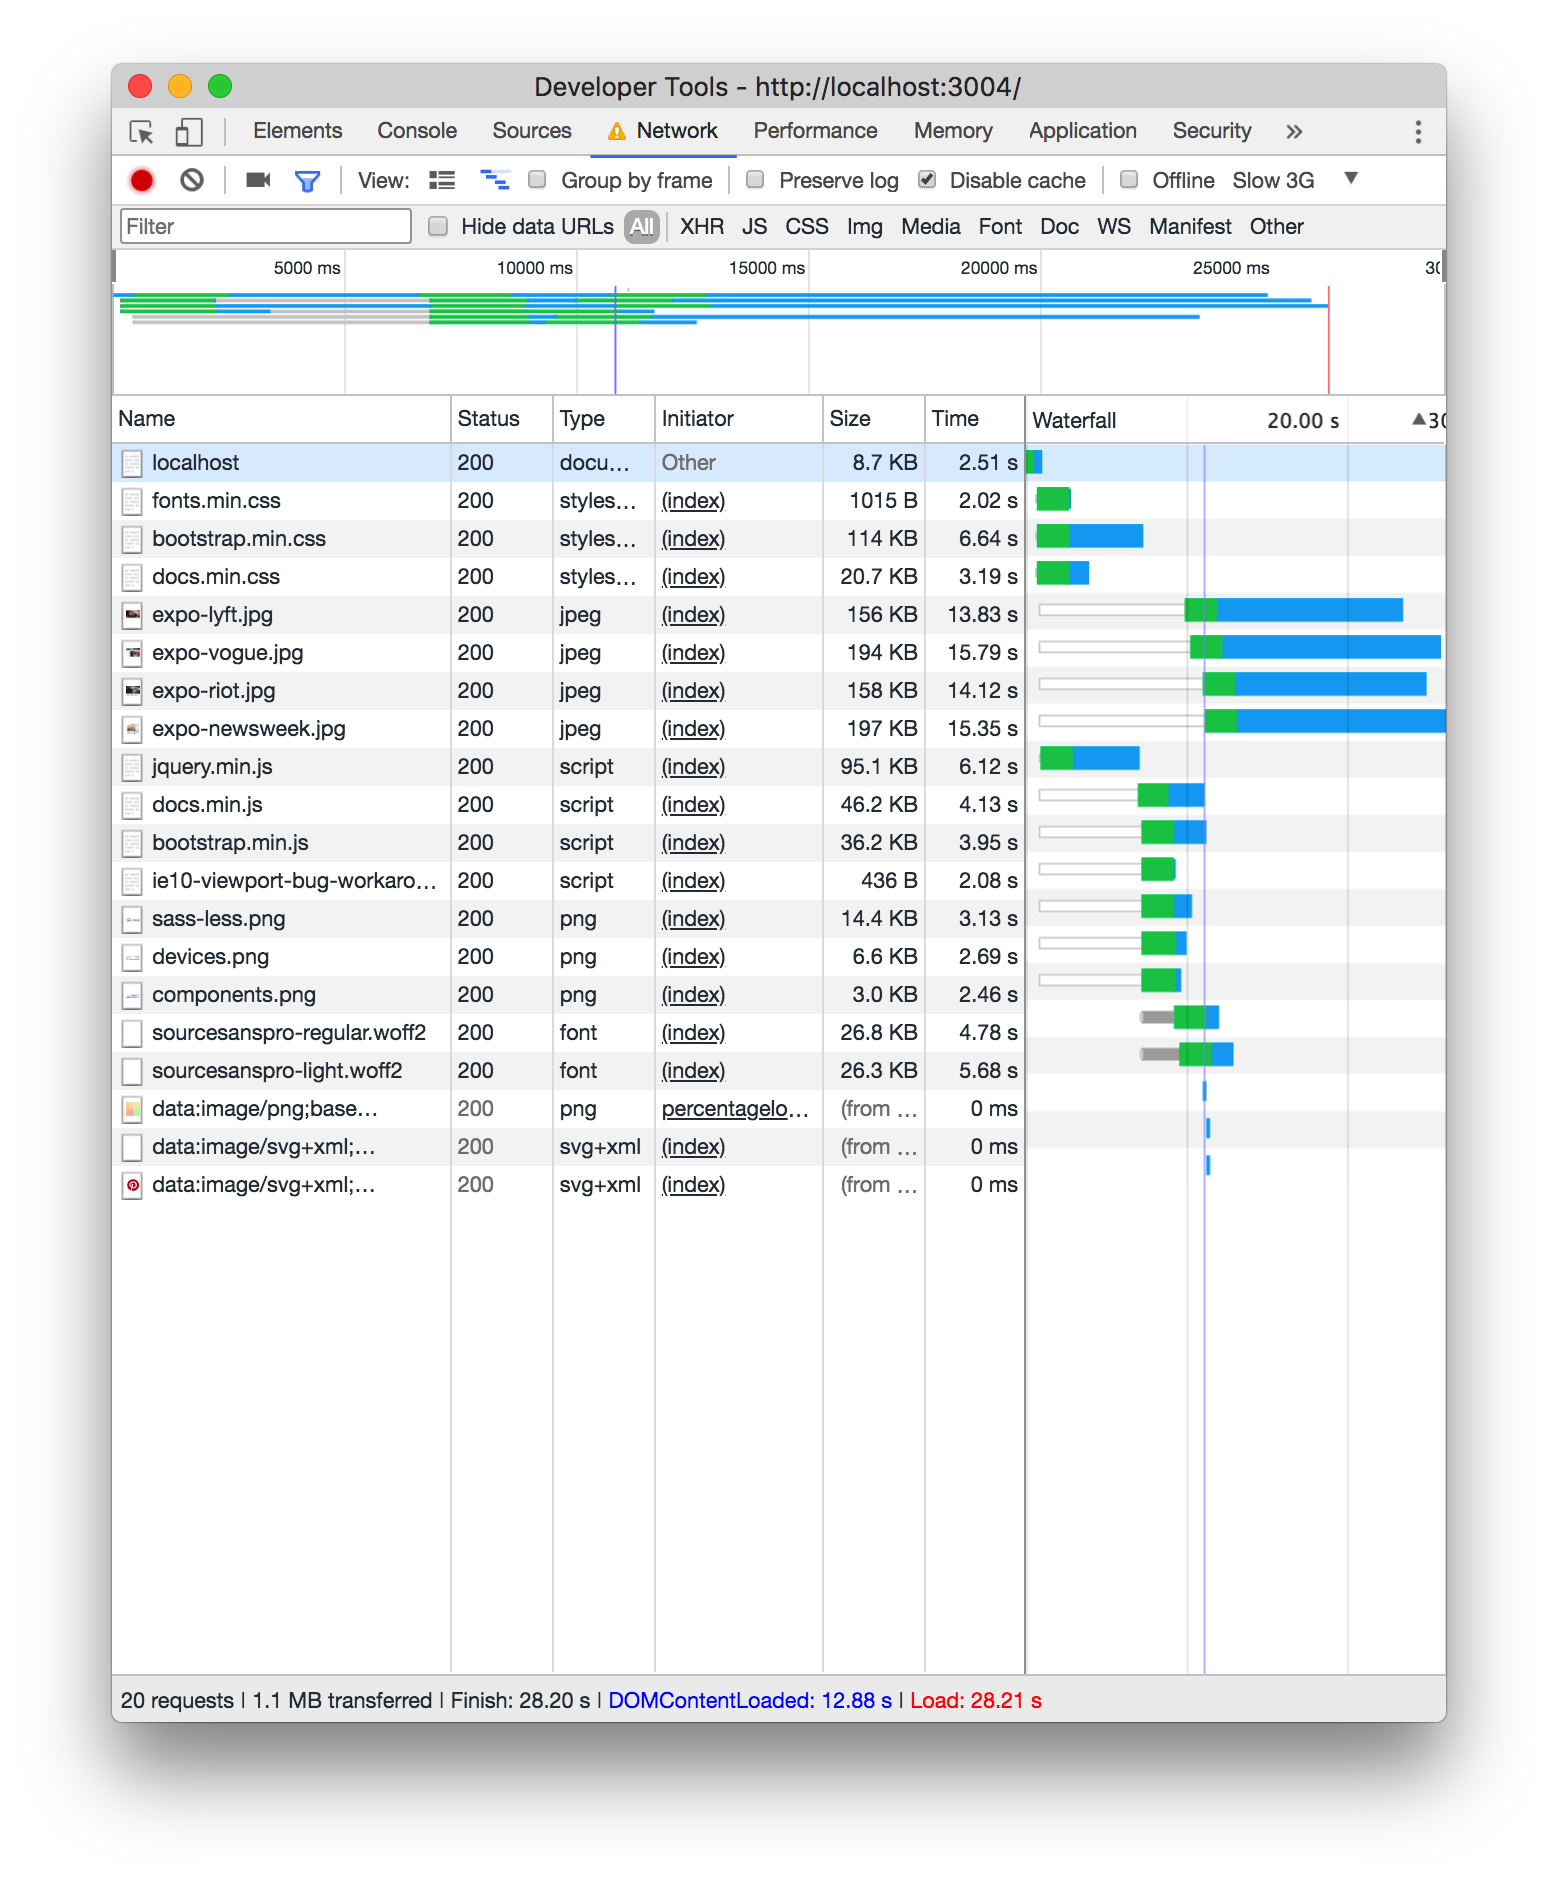 Developer Tools - http://localhost:3004/
Elements Console Sources Network Performance Memory Application Security »
View: Group by frame Preserve log Disable cache Offline Slow 3G ▼
Filter Hide data URLs All XHR JS CSS Img Media Font Doc WS Manifest Other
5000 ms 10000 ms 15000 ms 20000 ms 25000 ms 30
Name Status Type Initiator Size Time Waterfall 20.00 s ▲30
localhost 200 docu... Other 8.7 KB 2.51 s
fonts.min.css 200 styles... (index) 1015 B 2.02 s
bootstrap.min.css 200 styles... (index) 114 KB 6.64 s
docs.min.css 200 styles... (index) 20.7 KB 3.19 s
expo-lyft.jpg 200 jpeg (index) 156 KB 13.83 s
expo-vogue.jpg 200 jpeg (index) 194 KB 15.79 s
expo-riot.jpg 200 jpeg (index) 158 KB 14.12 s
expo-newsweek.jpg 200 jpeg (index) 197 KB 15.35 s
jquery.min.js 200 script (index) 95.1 KB 6.12 s
docs.min.js 200 script (index) 46.2 KB 4.13 s
bootstrap.min.js 200 script (index) 36.2 KB 3.95 s
ie10-viewport-bug-workaro... 200 script (index) 436 B 2.08 s
sass-less.png 200 png (index) 14.4 KB 3.13 s
devices.png 200 png (index) 6.6 KB 2.69 s
components.png 200 png (index) 3.0 KB 2.46 s
sourcesanspro-regular.woff2 200 font (index) 26.8 KB 4.78 s
sourcesanspro-light.woff2 200 font (index) 26.3 KB 5.68 s
data:image/png;base... 200 png percentagelo... (from ... 0 ms
data:image/svg+xml;... 200 svg+xml (index) (from ... 0 ms
data:image/svg+xml;... 200 svg+xml (index) (from ... 0 ms
20 requests | 1.1 MB transferred | Finish: 28.20 s | DOMContentLoaded: 12.88 s | Load: 28.21 s